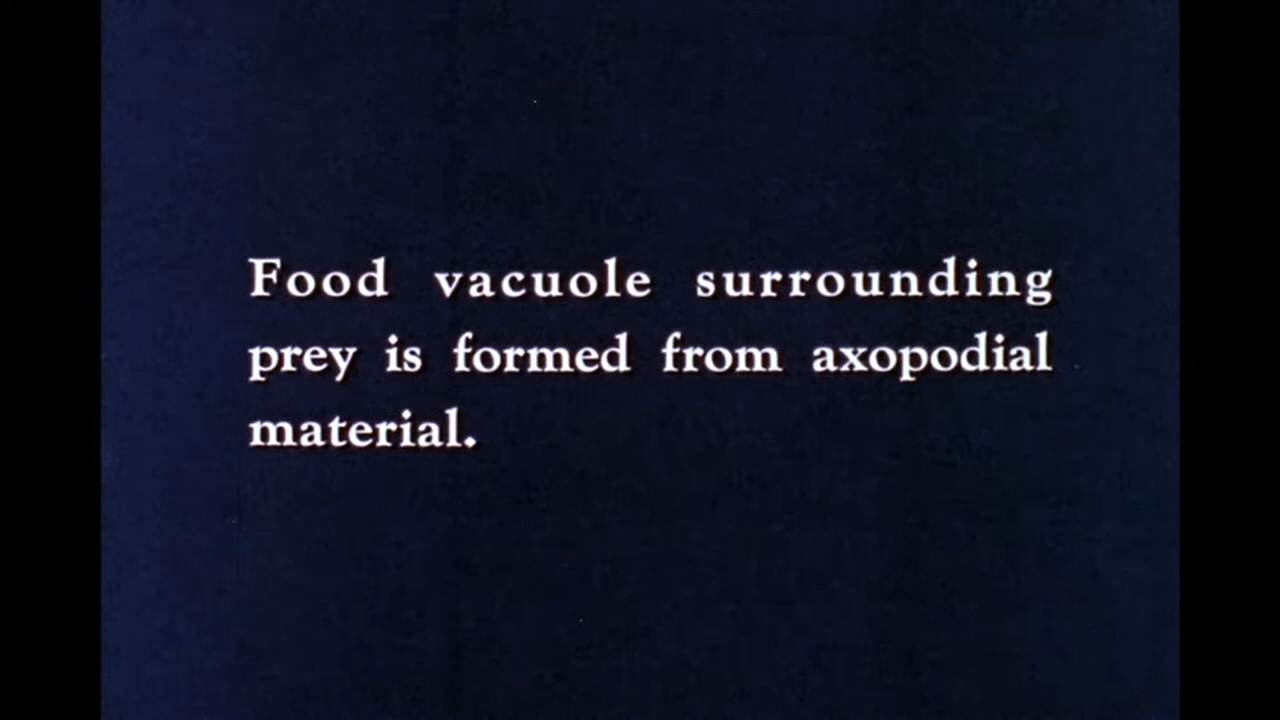 Food vacuole surrounding
prey is formed from axopodial
material.